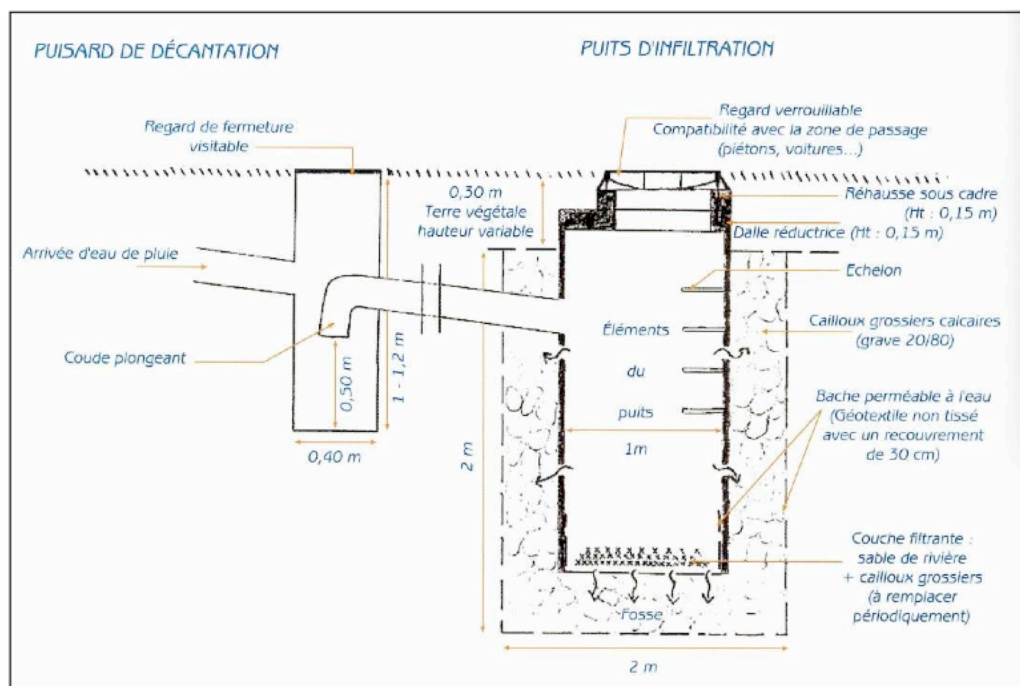 PUISARD DE DÉCANTATION
PUITS D'INFILTRATION
Regard de fermeture
visitable
Regard verrouillable
Compatibilité avec la zone de passage
(piétons, voitures...)
0,30 m
Terre végétale
hauteur variable
Réhausse sous cadre
(Ht : 0,15 m)
Dalle réductrice (Ht : 0,15 m)
Arrivée d'eau de pluie
Echelon
Éléments
du
puits
Cailloux grossiers calcaires
(grave 20/80)
Coude plongeant
0,50 m
1 - 1,2 m
0,40 m
2 m
1m
Bache perméable à l'eau
(Géotextile non tissé
avec un recouvrement
de 30 cm)
Couche filtrante :
sable de rivière
+ cailloux grossiers
(à remplacer
périodiquement)
Fosse
2 m